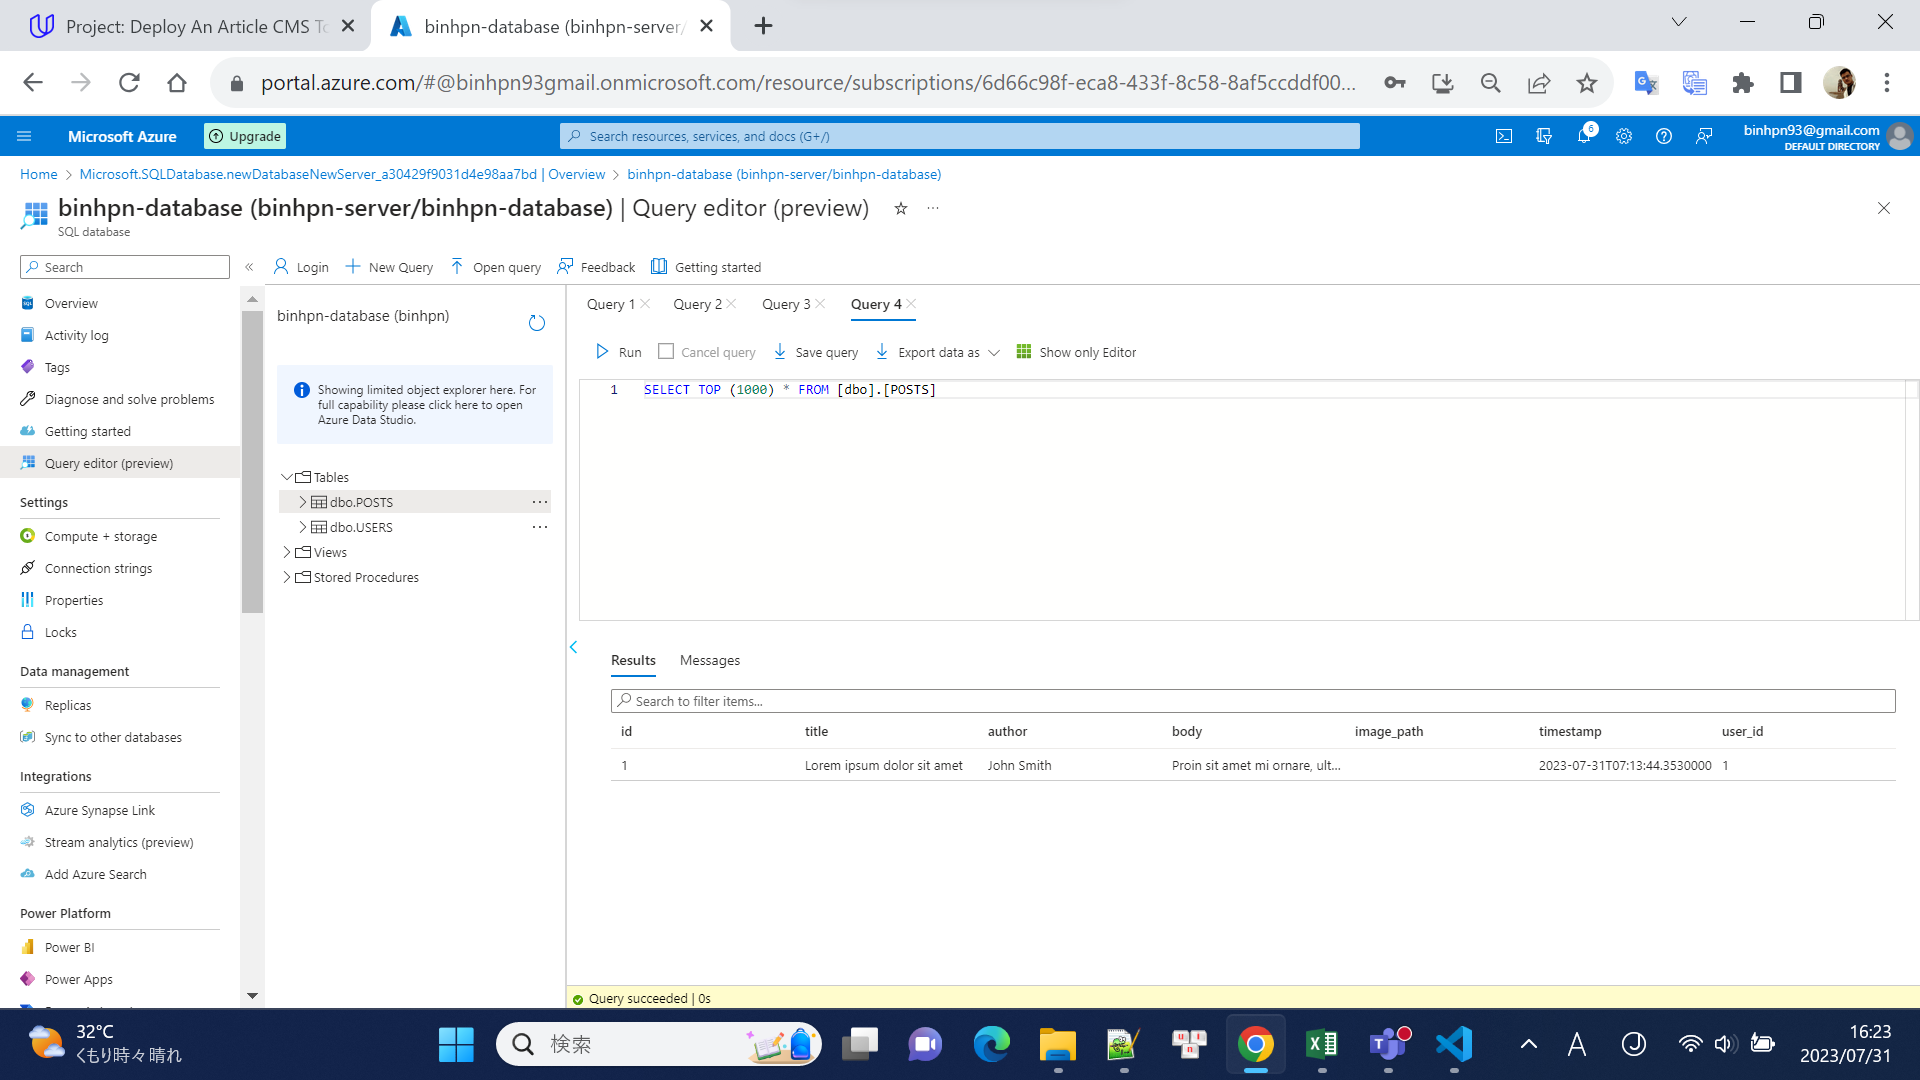 Project: Deploy An Article CMS To
binhpn-database (binhpn-server/
portal.azure.com/#@binhpn93gmail.onmicrosoft.com/resource/subscriptions/6d66c98f-eca8-433f-8c58-8af5ccddf00...
Microsoft Azure
Upgrade
Search resources, services, and docs (G+/)
6
binhpn93@gmail.com
DEFAULT DIRECTORY
Home > Microsoft.SQLDatabase.newDatabaseNewServer_a30429f9031d4e98aa7bd | Overview > binhpn-database (binhpn-server/binhpn-database)
binhpn-database (binhpn-server/binhpn-database) | Query editor (preview)
SQL database
Search
Login
New Query
Open query
Feedback
Getting started
Overview
Activity log
Tags
Diagnose and solve problems
Getting started
Query editor (preview)
Settings
Compute + storage
Connection strings
Properties
Locks
Data management
Replicas
Sync to other databases
Integrations
Azure Synapse Link
Stream analytics (preview)
Add Azure Search
Power Platform
Power BI
Power Apps
binhpn-database (binhpn)
Showing limited object explorer here. For
full capability please click here to open
Azure Data Studio.
Tables
dbo.POSTS
dbo.USERS
Views
Stored Procedures
Query 1
Query 2
Query 3
Query 4
Run
Cancel query
Save query
Export data as
Show only Editor
1 SELECT TOP (1000) * FROM [dbo].[POSTS]
Results
Messages
Search to filter items...
id title author body image_path timestamp user_id
1 Lorem ipsum dolor sit amet John Smith Proin sit amet mi ornare, ult... 2023-07-31T07:13:44.3530000 1
Query succeeded | 0s
32°C
くもり時々晴れ
検索
A
16:23
2023/07/31